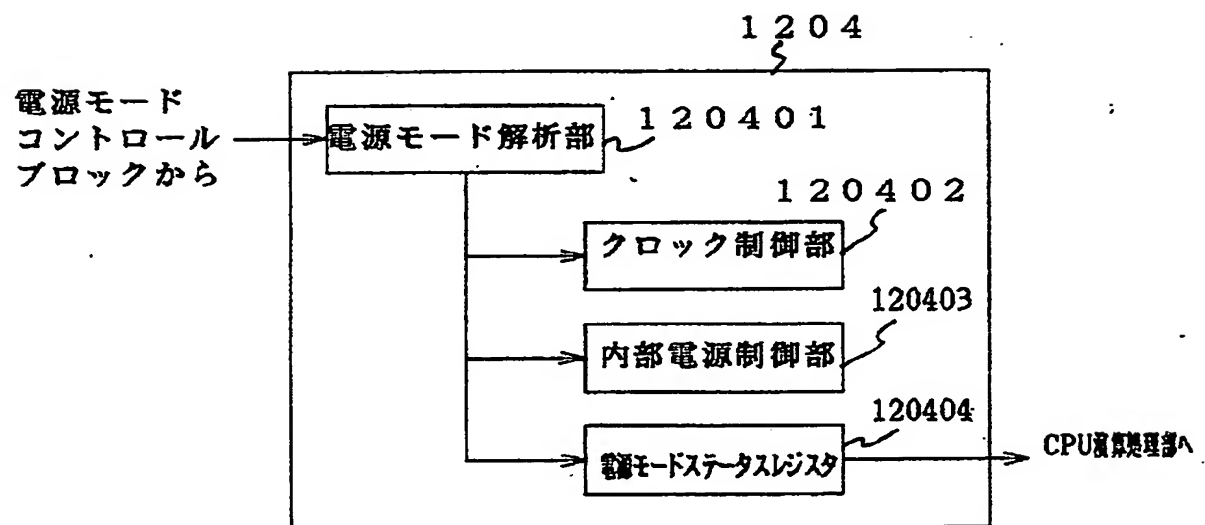 １２０４
電源モード
コントロール
ブロックから
電源モード解析部
１２０４０１
１２０４０２
クロック制御部
120403
内部電源制御部
120404
電源モードステータスレジスタ
CPU演算処理部へ